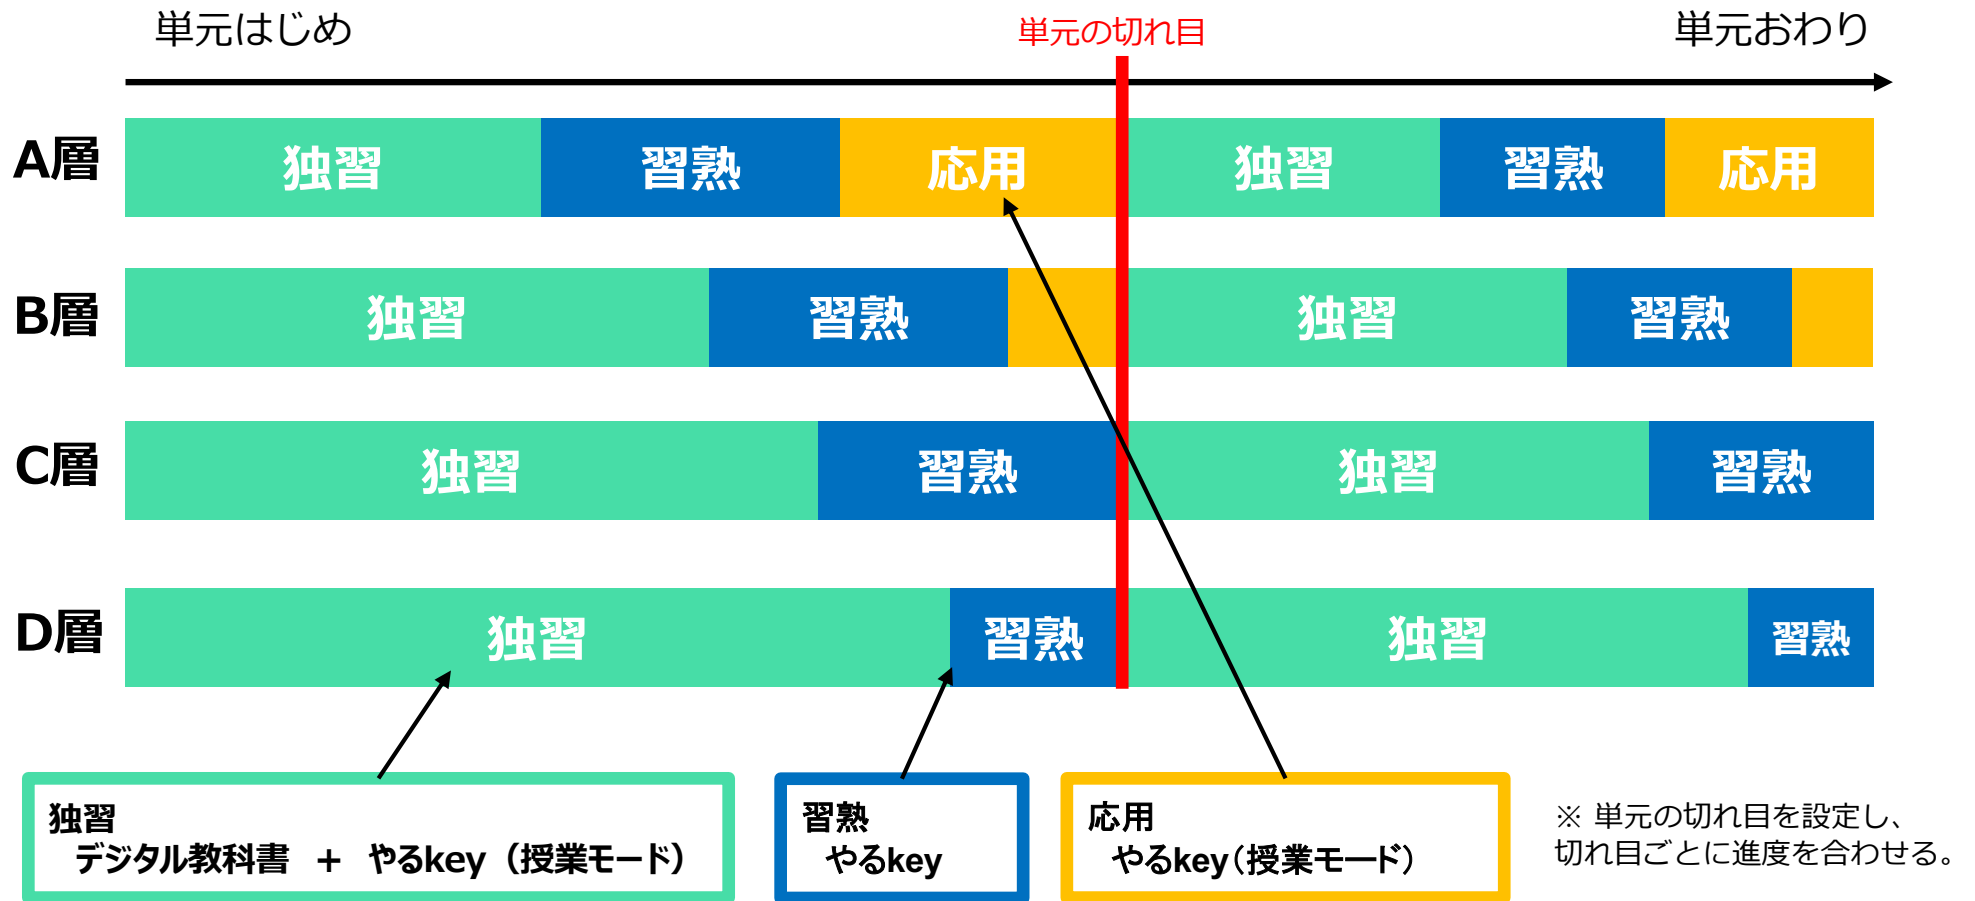 単元はじめ
単元の切れ目
単元おわり
A層
独習
習熟
応用
独習
習熟
応用
B層
独習
習熟
独習
習熟
C層
独習
習熟
独習
習熟
D層
独習
習熟
独習
習熟
独習
デジタル教科書 + やるkey(授業モード)
習熟
やるkey
応用
やるkey(授業モード)
※ 単元の切れ目を設定し、
切れ目ごとに進度を合わせる。